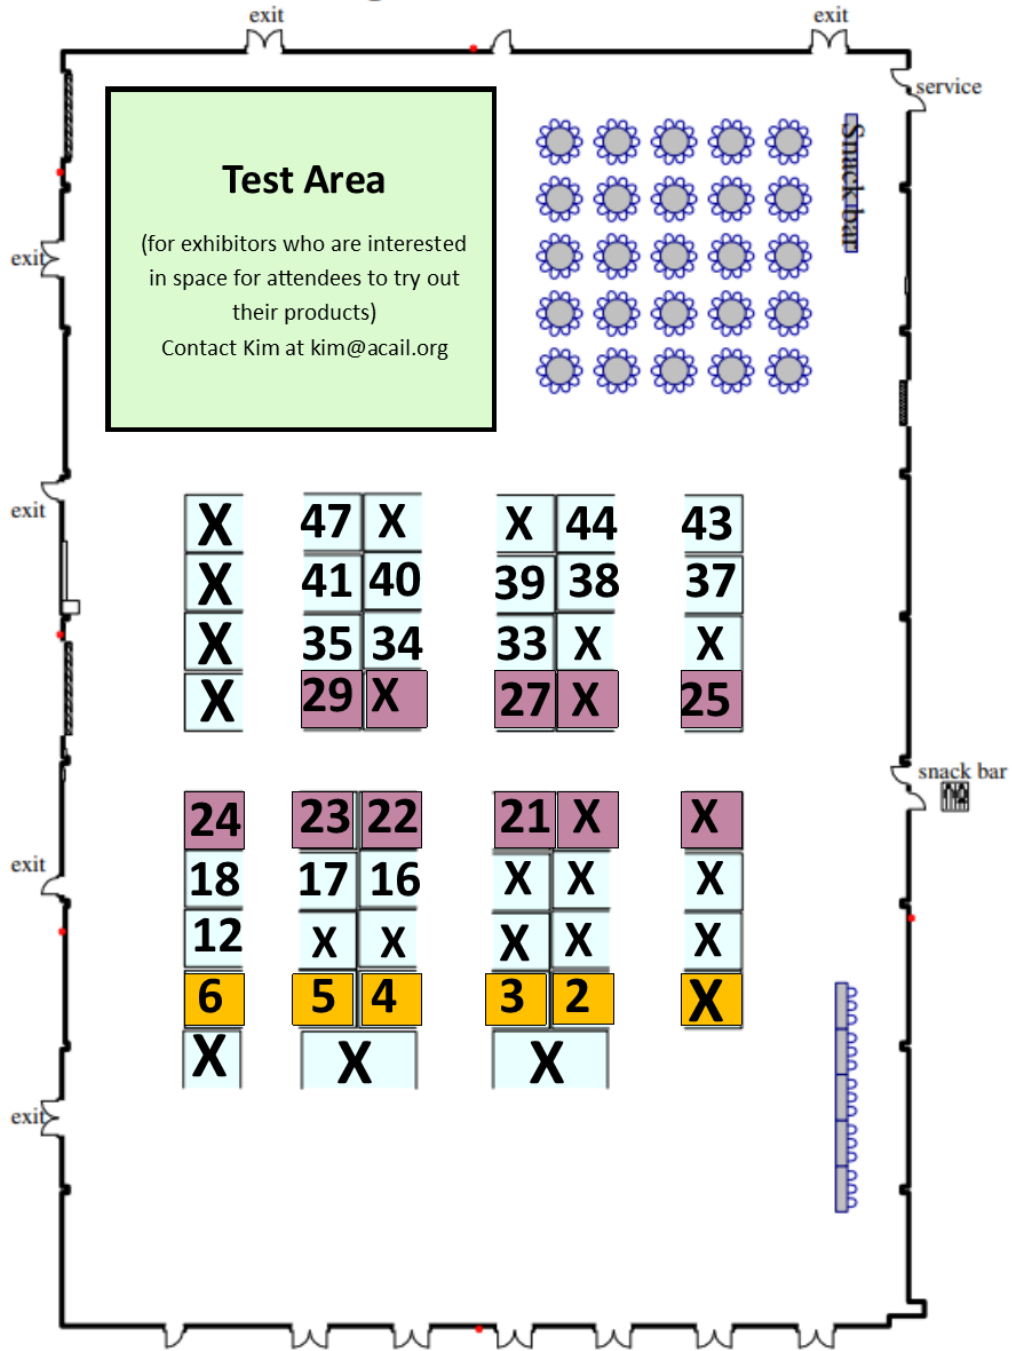 exit
exit
service
Snack bar
Test Area
(for exhibitors who are interested
in space for attendees to try out
their products)
Contact Kim at kim@acail.org
exit
exit
X 47 X X 44 43
X 41 40 39 38 37
X 35 34 33 X X
X 29 X 27 X 25
snack bar
24 23 22 21 X X
exit
18 17 16 X X X
12 X X X X X
6 5 4 3 2 X
X X X
exit